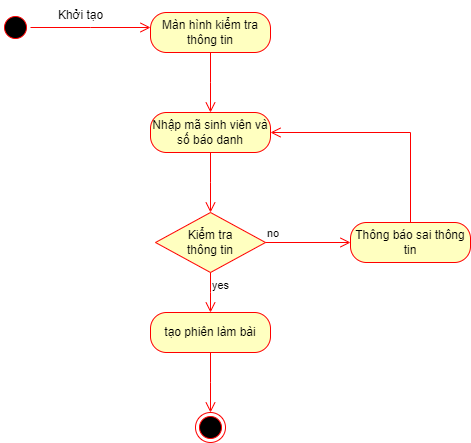 Khởi tạo
Màn hình kiểm tra
thông tin
Nhập mã sinh viên và
số báo danh
Kiểm tra
thông tin
no
Thông báo sai thông
tin
yes
tạo phiên làm bài